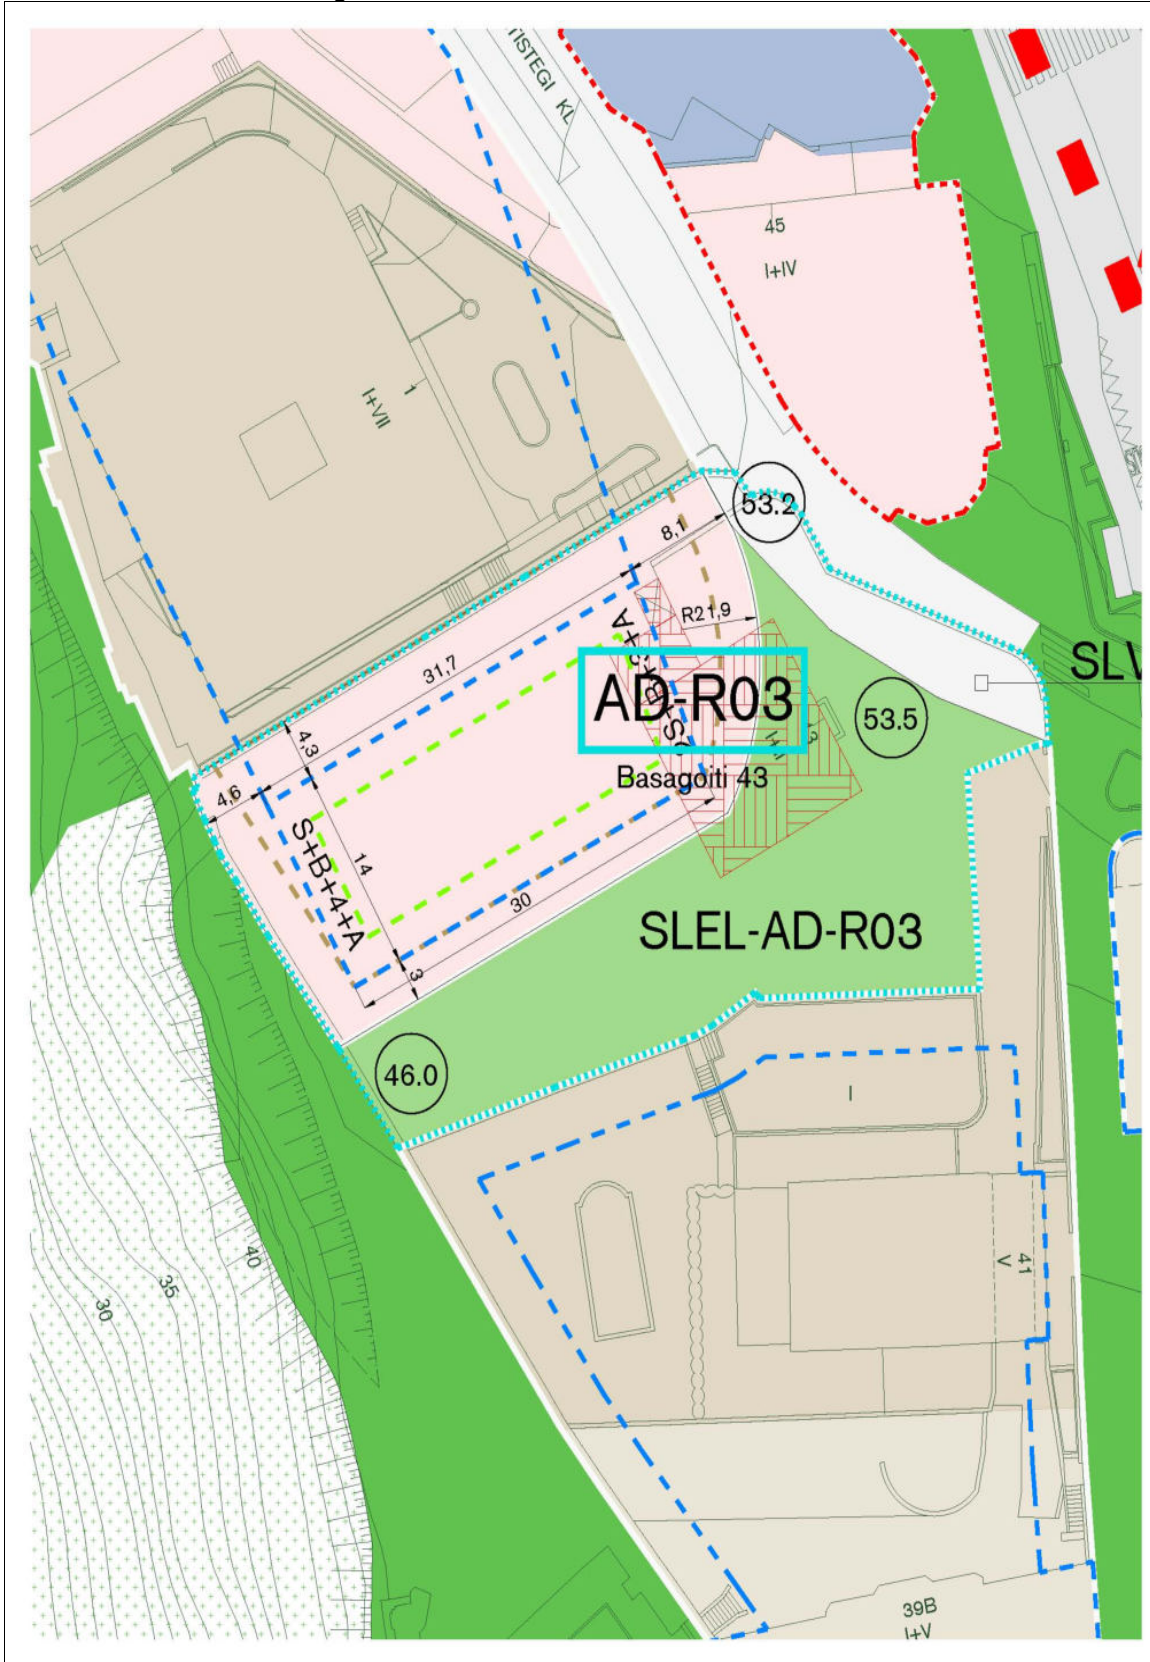 TISTEGI KL
45
I+IV
1
I+VII
53.2
8,1
R21,9
31,7
AD-R03
SLV
53.5
4,3
Basagoiti 43
4,6
S+B+4+A
14
30
3
SLEL-AD-R03
46.0
I
41
V
40
35
30
39B
I+V